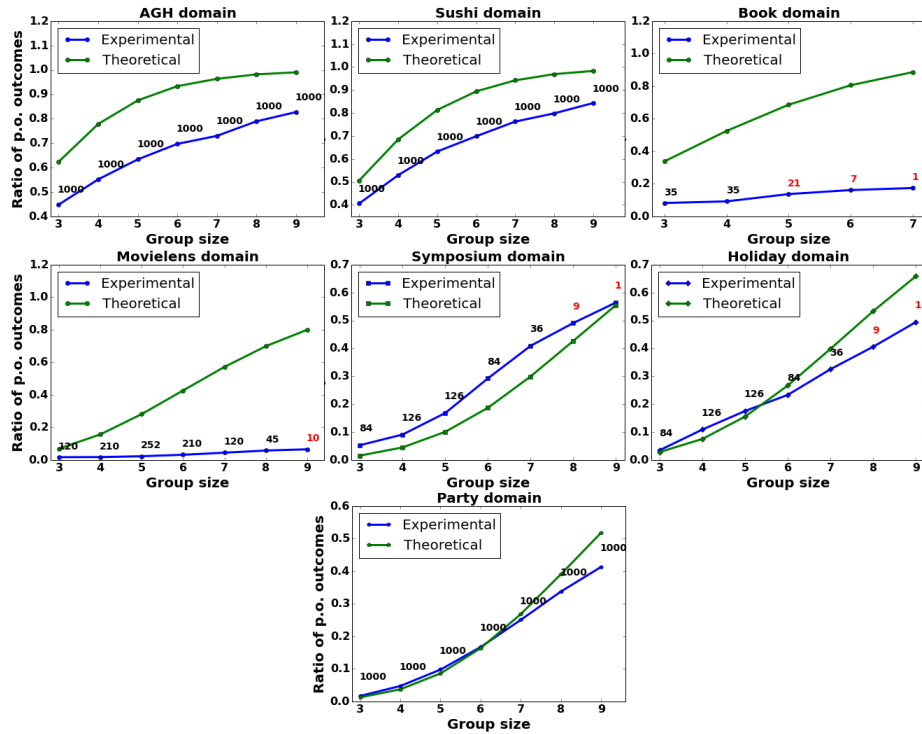 AGH domain
Ratio of p.o. outcomes
1.2
1.1
1.0
0.9
0.8
0.7
0.6
0.5
0.4
Experimental
Theoretical
1000
1000
1000
1000
1000
1000
1000
3 4 5 6 7 8 9
Group size
Sushi domain
1.2
1.1
1.0
0.9
0.8
0.7
0.6
0.5
0.4
Experimental
Theoretical
1000
1000
1000
1000
1000
1000
1000
3 4 5 6 7 8 9
Group size
Book domain
1.2
1.0
0.8
0.6
0.4
0.2
0.0
Experimental
Theoretical
35 35 21 7 1
3 4 5 6 7
Group size
Movielens domain
Ratio of p.o. outcomes
1.2
1.0
0.8
0.6
0.4
0.2
0.0
Experimental
Theoretical
120 210 252 210 120 45 10
3 4 5 6 7 8 9
Group size
Symposium domain
0.7
0.6
0.5
0.4
0.3
0.2
0.1
0.0
Experimental
Theoretical
84 126 126 84 36 9 1
3 4 5 6 7 8 9
Group size
Holiday domain
0.7
0.6
0.5
0.4
0.3
0.2
0.1
0.0
Experimental
Theoretical
84 126 126 84 36 9 1
3 4 5 6 7 8 9
Group size
Party domain
Ratio of p.o. outcomes
0.6
0.5
0.4
0.3
0.2
0.1
0.0
Experimental
Theoretical
1000
1000
1000
1000
1000
1000
1000
3 4 5 6 7 8 9
Group size